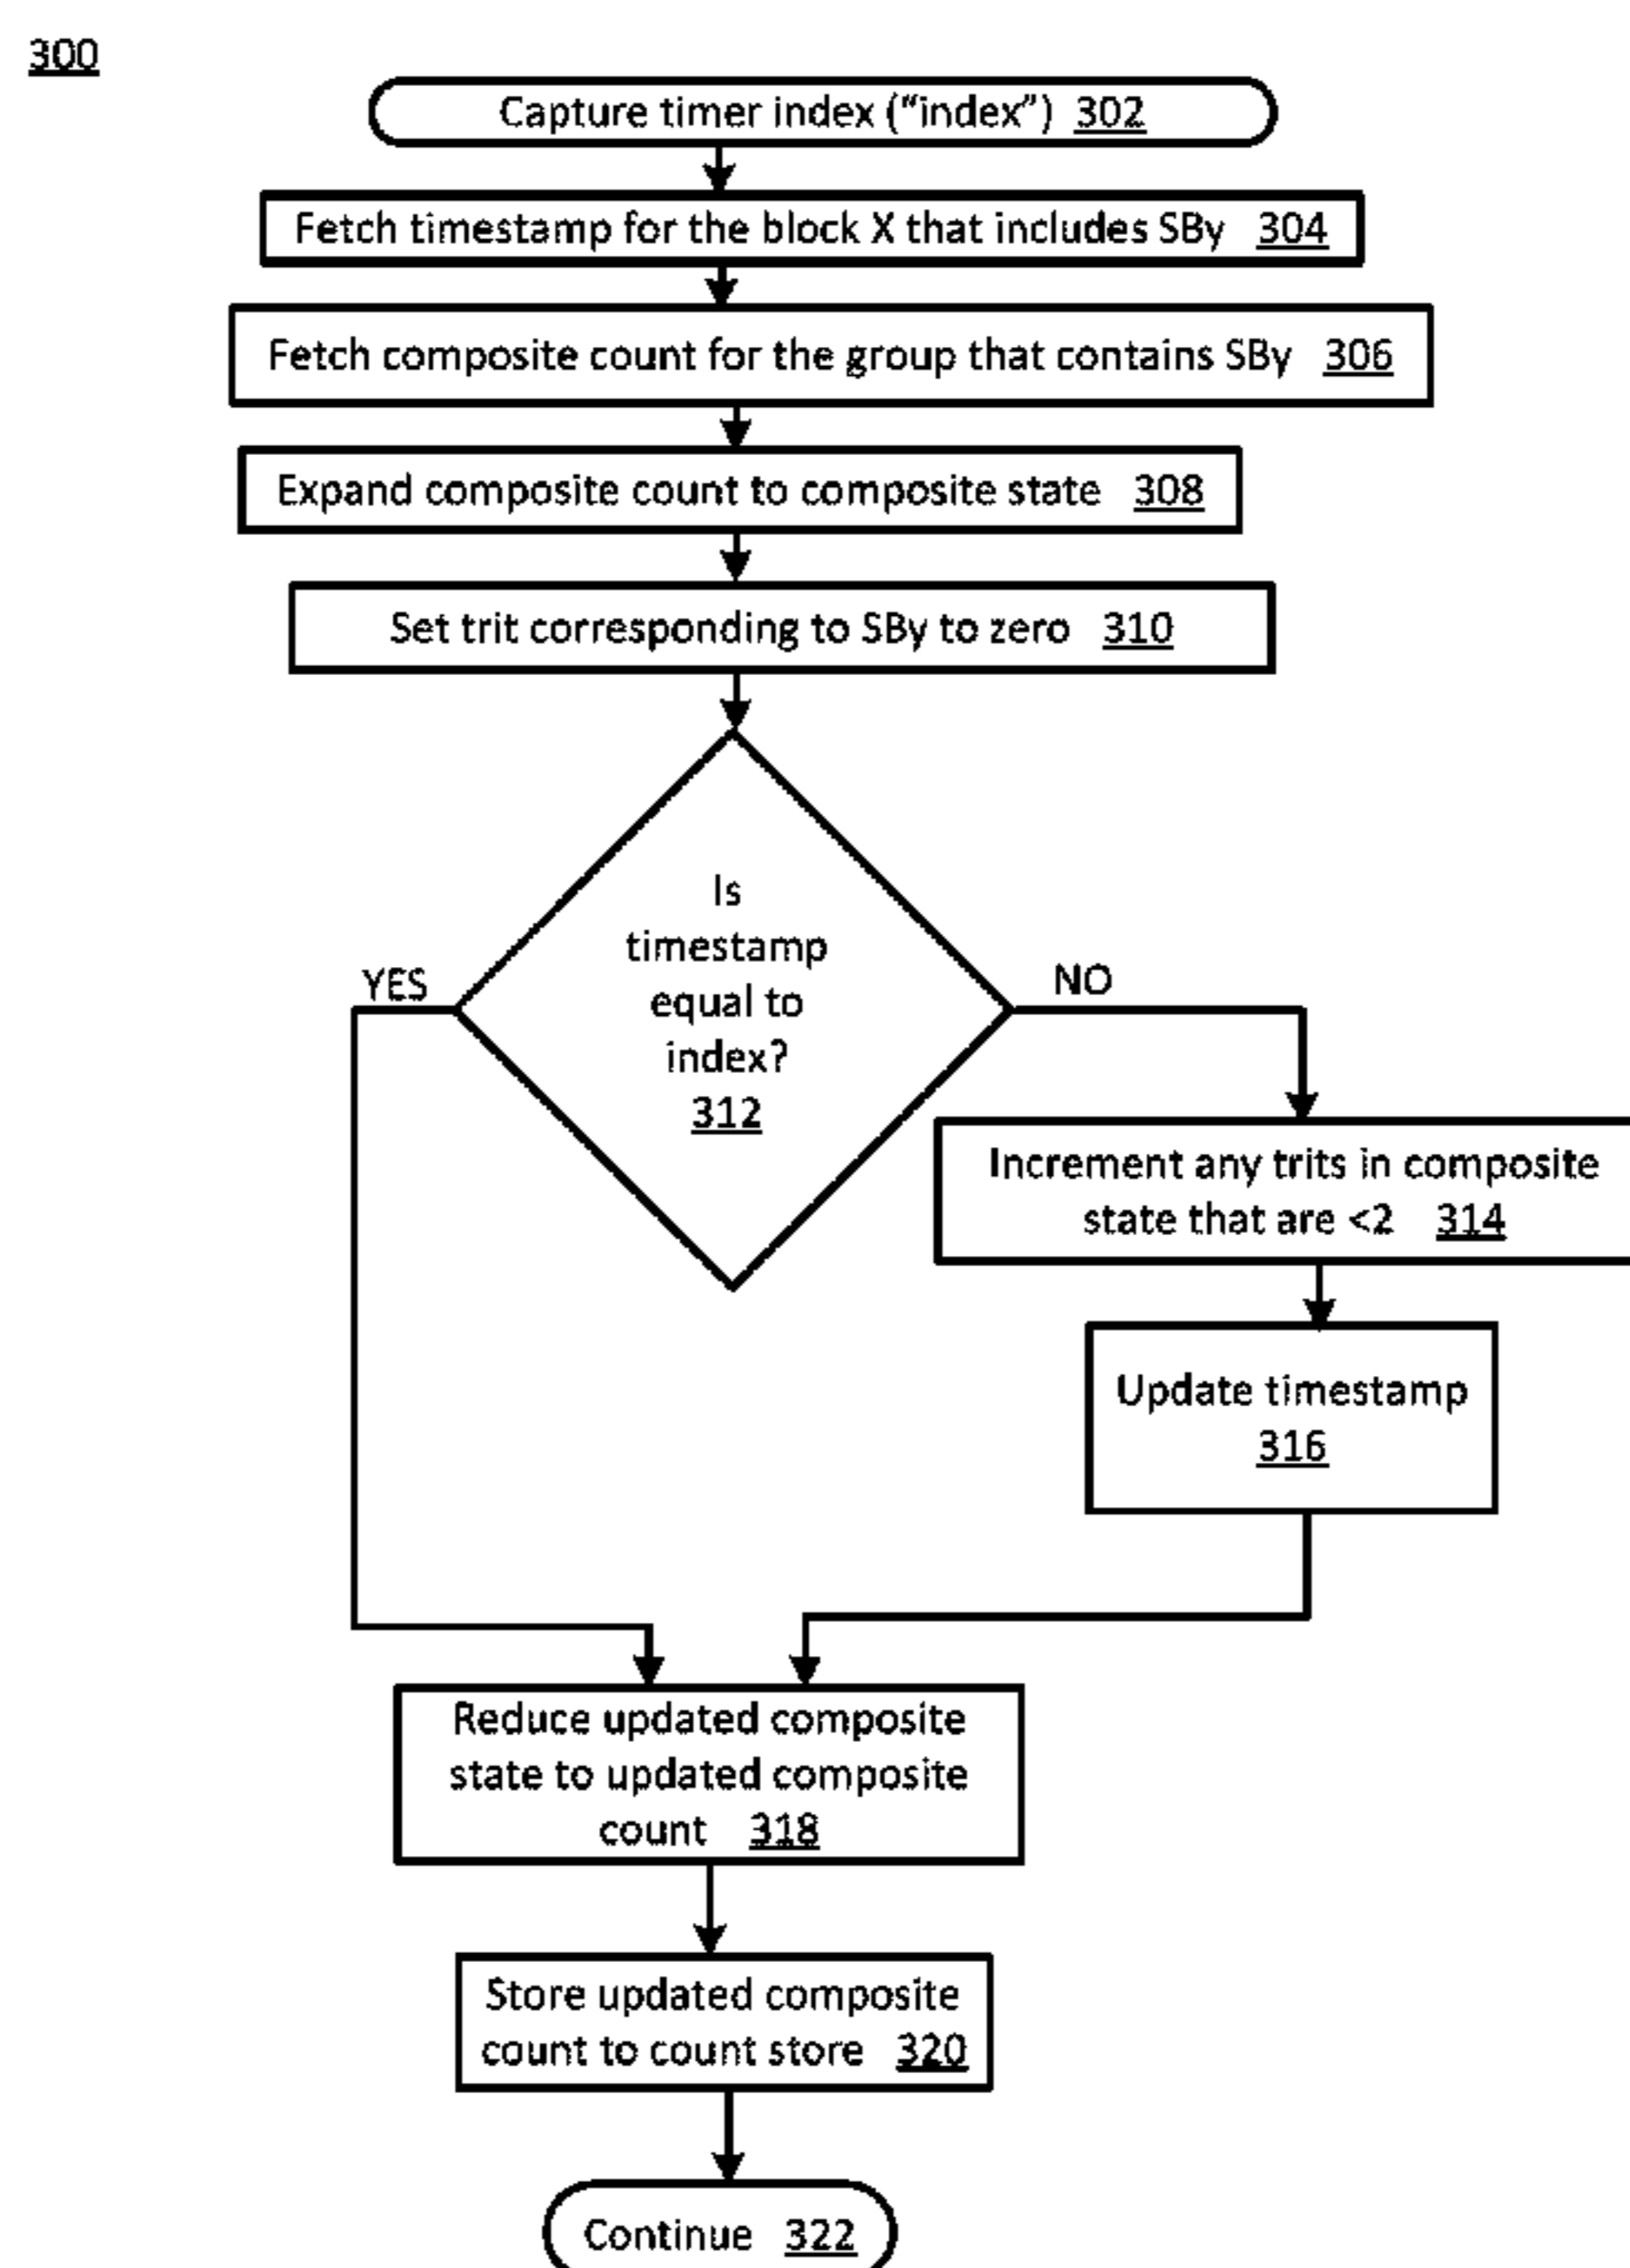 300
Capture timer index (“index”) 302
Fetch timestamp for the block X that includes SBy 304
Fetch composite count for the group that contains SBy 306
Expand composite count to composite state 308
Set trit corresponding to SBy to zero 310
Is
timestamp
equal to
index?
312
YES
NO
Increment any trits in composite
state that are <2 314
Update timestamp
316
Reduce updated composite
state to updated composite
count 318
Store updated composite
count to count store 320
Continue 322